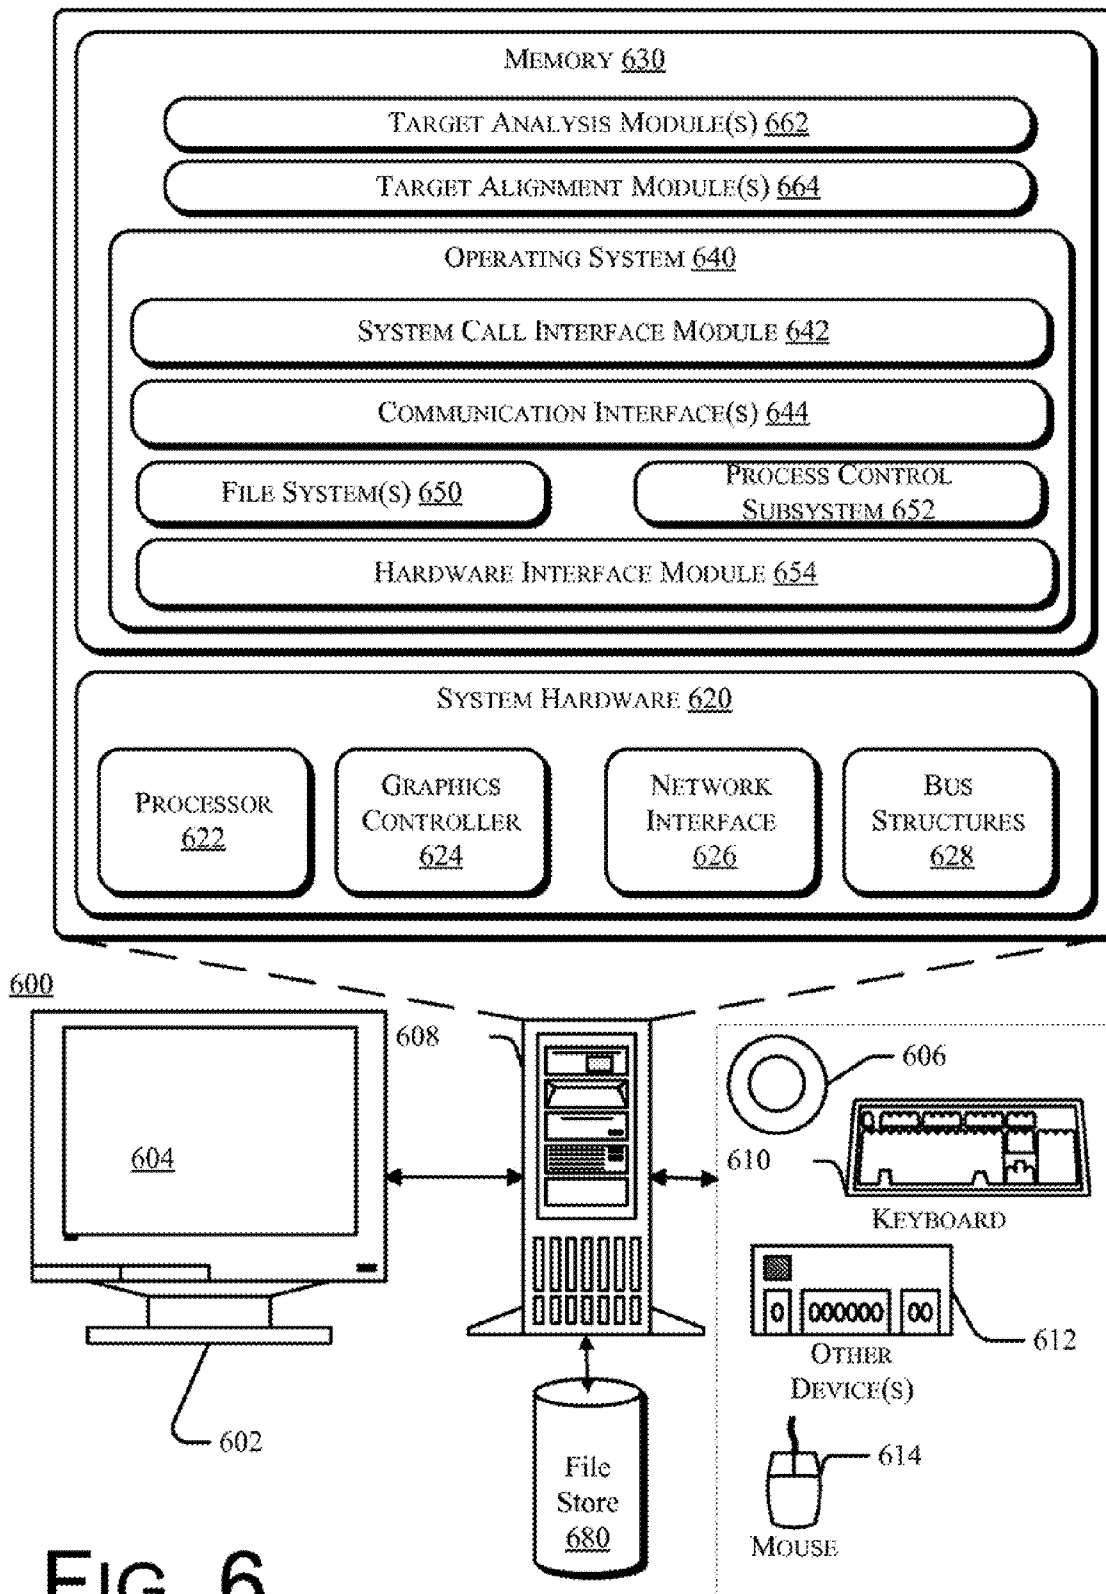 MEMORY 630
TARGET ANALYSIS MODULE(S) 662
TARGET ALIGNMENT MODULE(S) 664
OPERATING SYSTEM 640
SYSTEM CALL INTERFACE MODULE 642
COMMUNICATION INTERFACE(S) 644
FILE SYSTEM(S) 650
PROCESS CONTROL
SUBSYSTEM 652
HARDWARE INTERFACE MODULE 654
SYSTEM HARDWARE 620
PROCESSOR
622
GRAPHICS
CONTROLLER
624
NETWORK
INTERFACE
626
BUS
STRUCTURES
628
600
608
606
604
610
KEYBOARD
612
OTHER
DEVICE(S)
602
614
MOUSE
File
Store
680
FIG. 6